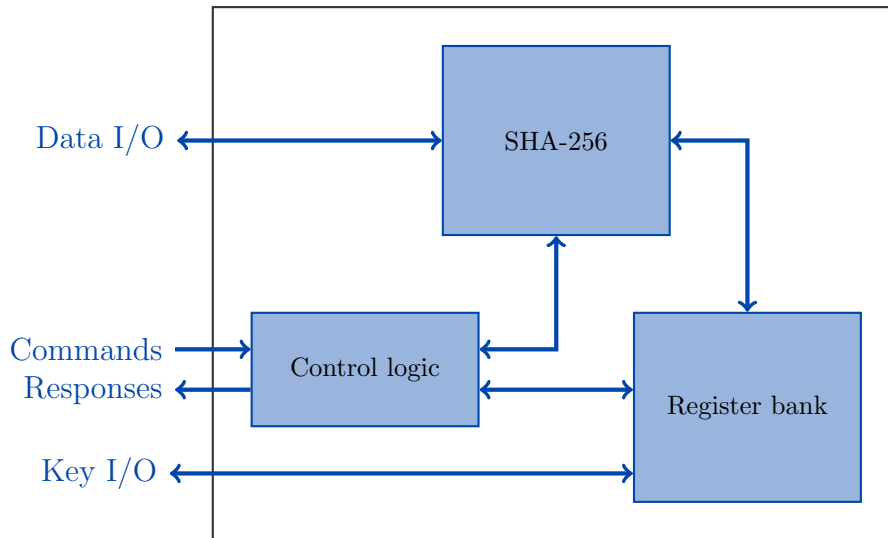 Data I/O
SHA-256
Commands
Responses
Control logic
Register bank
Key I/O